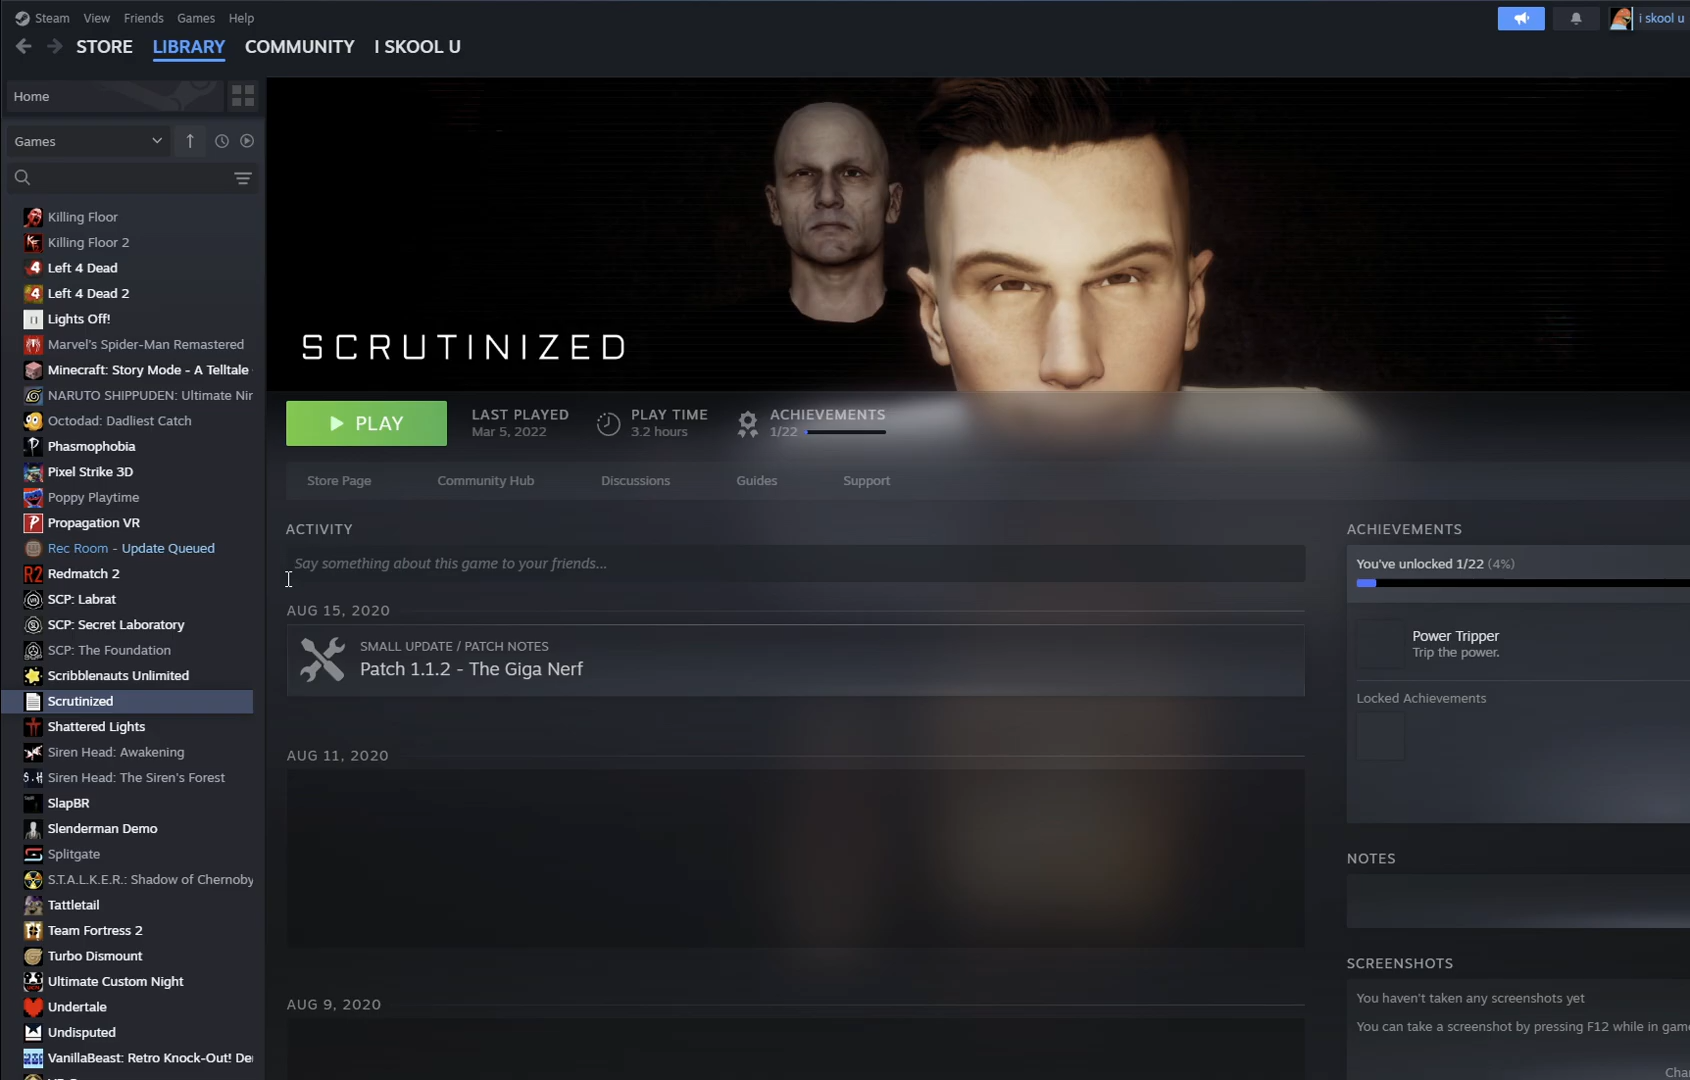 Steam View Friends Games Help
i skool u
STORE LIBRARY COMMUNITY I SKOOL U
Home
Games
Killing Floor
Killing Floor 2
Left 4 Dead
Left 4 Dead 2
Lights Off!
Marvel's Spider-Man Remastered
Minecraft: Story Mode - A Telltale
NARUTO SHIPPUDEN: Ultimate Nin
Octodad: Dadliest Catch
Phasmophobia
Pixel Strike 3D
Poppy Playtime
Propagation VR
Rec Room - Update Queued
Redmatch 2
SCP: Labrat
SCP: Secret Laboratory
SCP: The Foundation
Scribblenauts Unlimited
Scrutinized
Shattered Lights
Siren Head: Awakening
Siren Head: The Siren's Forest
SlapBR
Slenderman Demo
Splitgate
S.T.A.L.K.E.R.: Shadow of Chernoby
Tattletail
Team Fortress 2
Turbo Dismount
Ultimate Custom Night
Undertale
Undisputed
VanillaBeast: Retro Knock-Out! De
SCRUTINIZED
PLAY
LAST PLAYED
Mar 5, 2022
PLAY TIME
3.2 hours
ACHIEVEMENTS
1/22
Store Page Community Hub Discussions Guides Support
ACTIVITY
Say something about this game to your friends...
AUG 15, 2020
SMALL UPDATE / PATCH NOTES
Patch 1.1.2 - The Giga Nerf
AUG 11, 2020
AUG 9, 2020
ACHIEVEMENTS
You've unlocked 1/22 (4%)
Power Tripper
Trip the power.
Locked Achievements
NOTES
SCREENSHOTS
You haven't taken any screenshots yet
You can take a screenshot by pressing F12 while in game